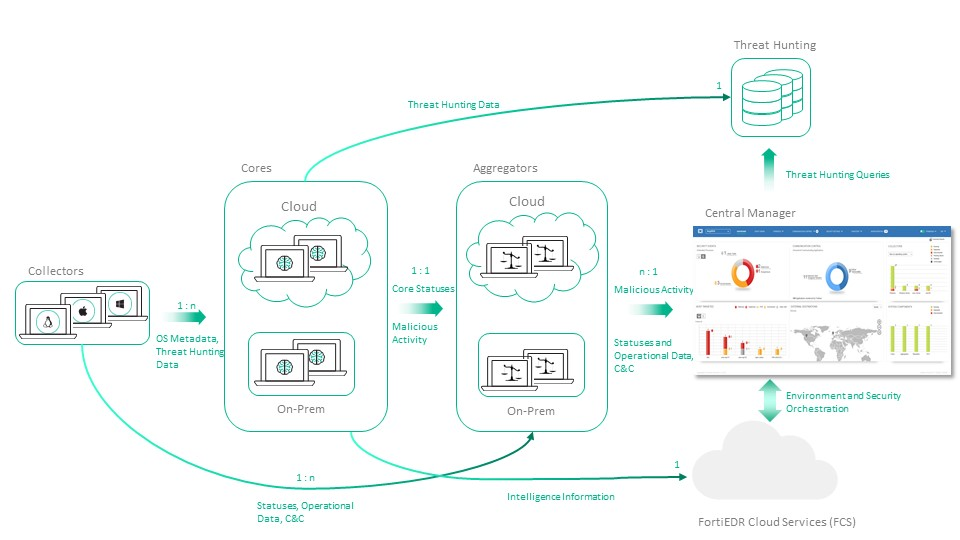 Threat Hunting
1
Threat Hunting Data
Threat Hunting Queries
Cores
Aggregators
Cloud
Cloud
Central Manager
Collectors
1 : n
OS Metadata,
Threat Hunting
Data
1 : 1
Core Statuses
Malicious
Activity
n : 1
Malicious Activity
Statuses and
Operational Data,
C&C
On-Prem
On-Prem
Environment and Security
Orchestration
1 : n
Statuses, Operational
Data, C&C
1
Intelligence Information
FortiEDR Cloud Services (FCS)